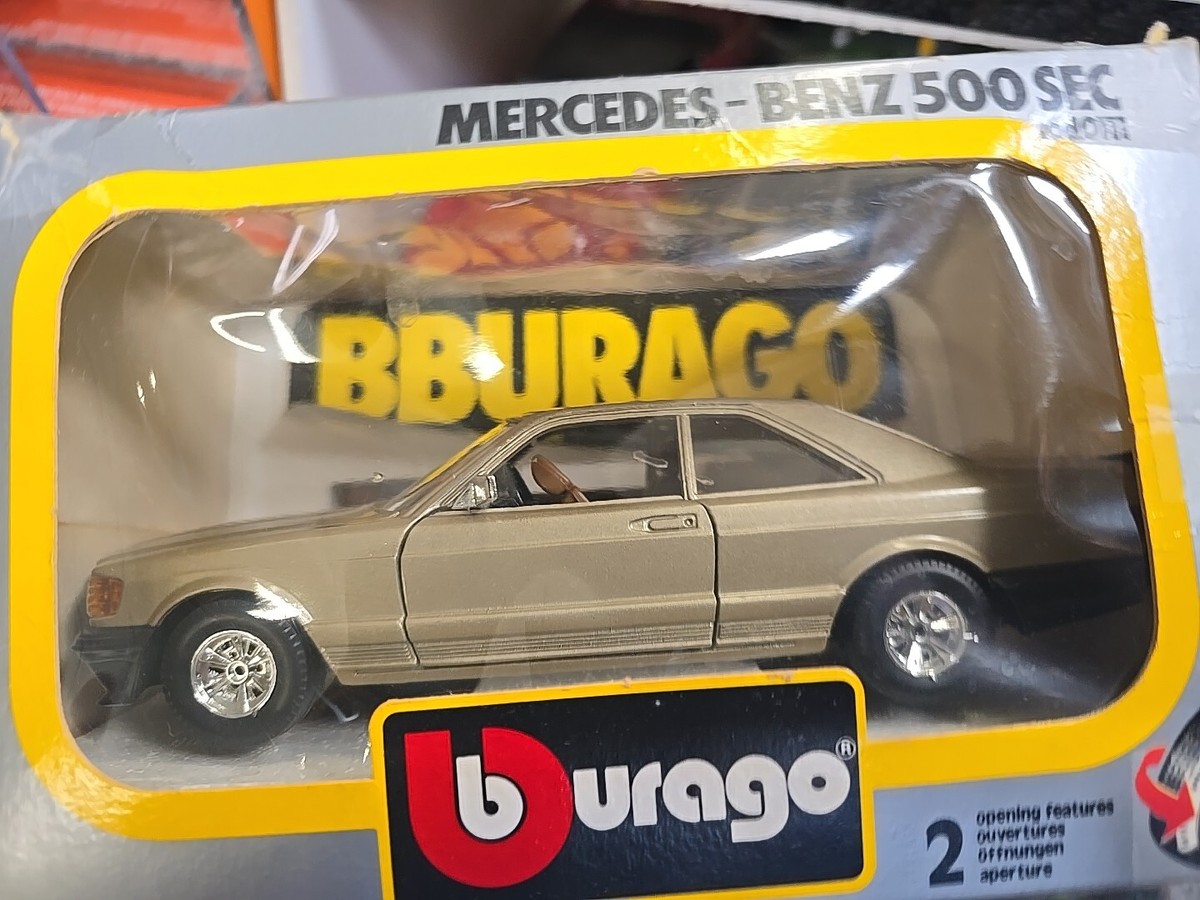 MERCEDES-BENZ 500 SEC
BBURAGO
burago®
2
opening features
ouvertures
öffnungen
aperture